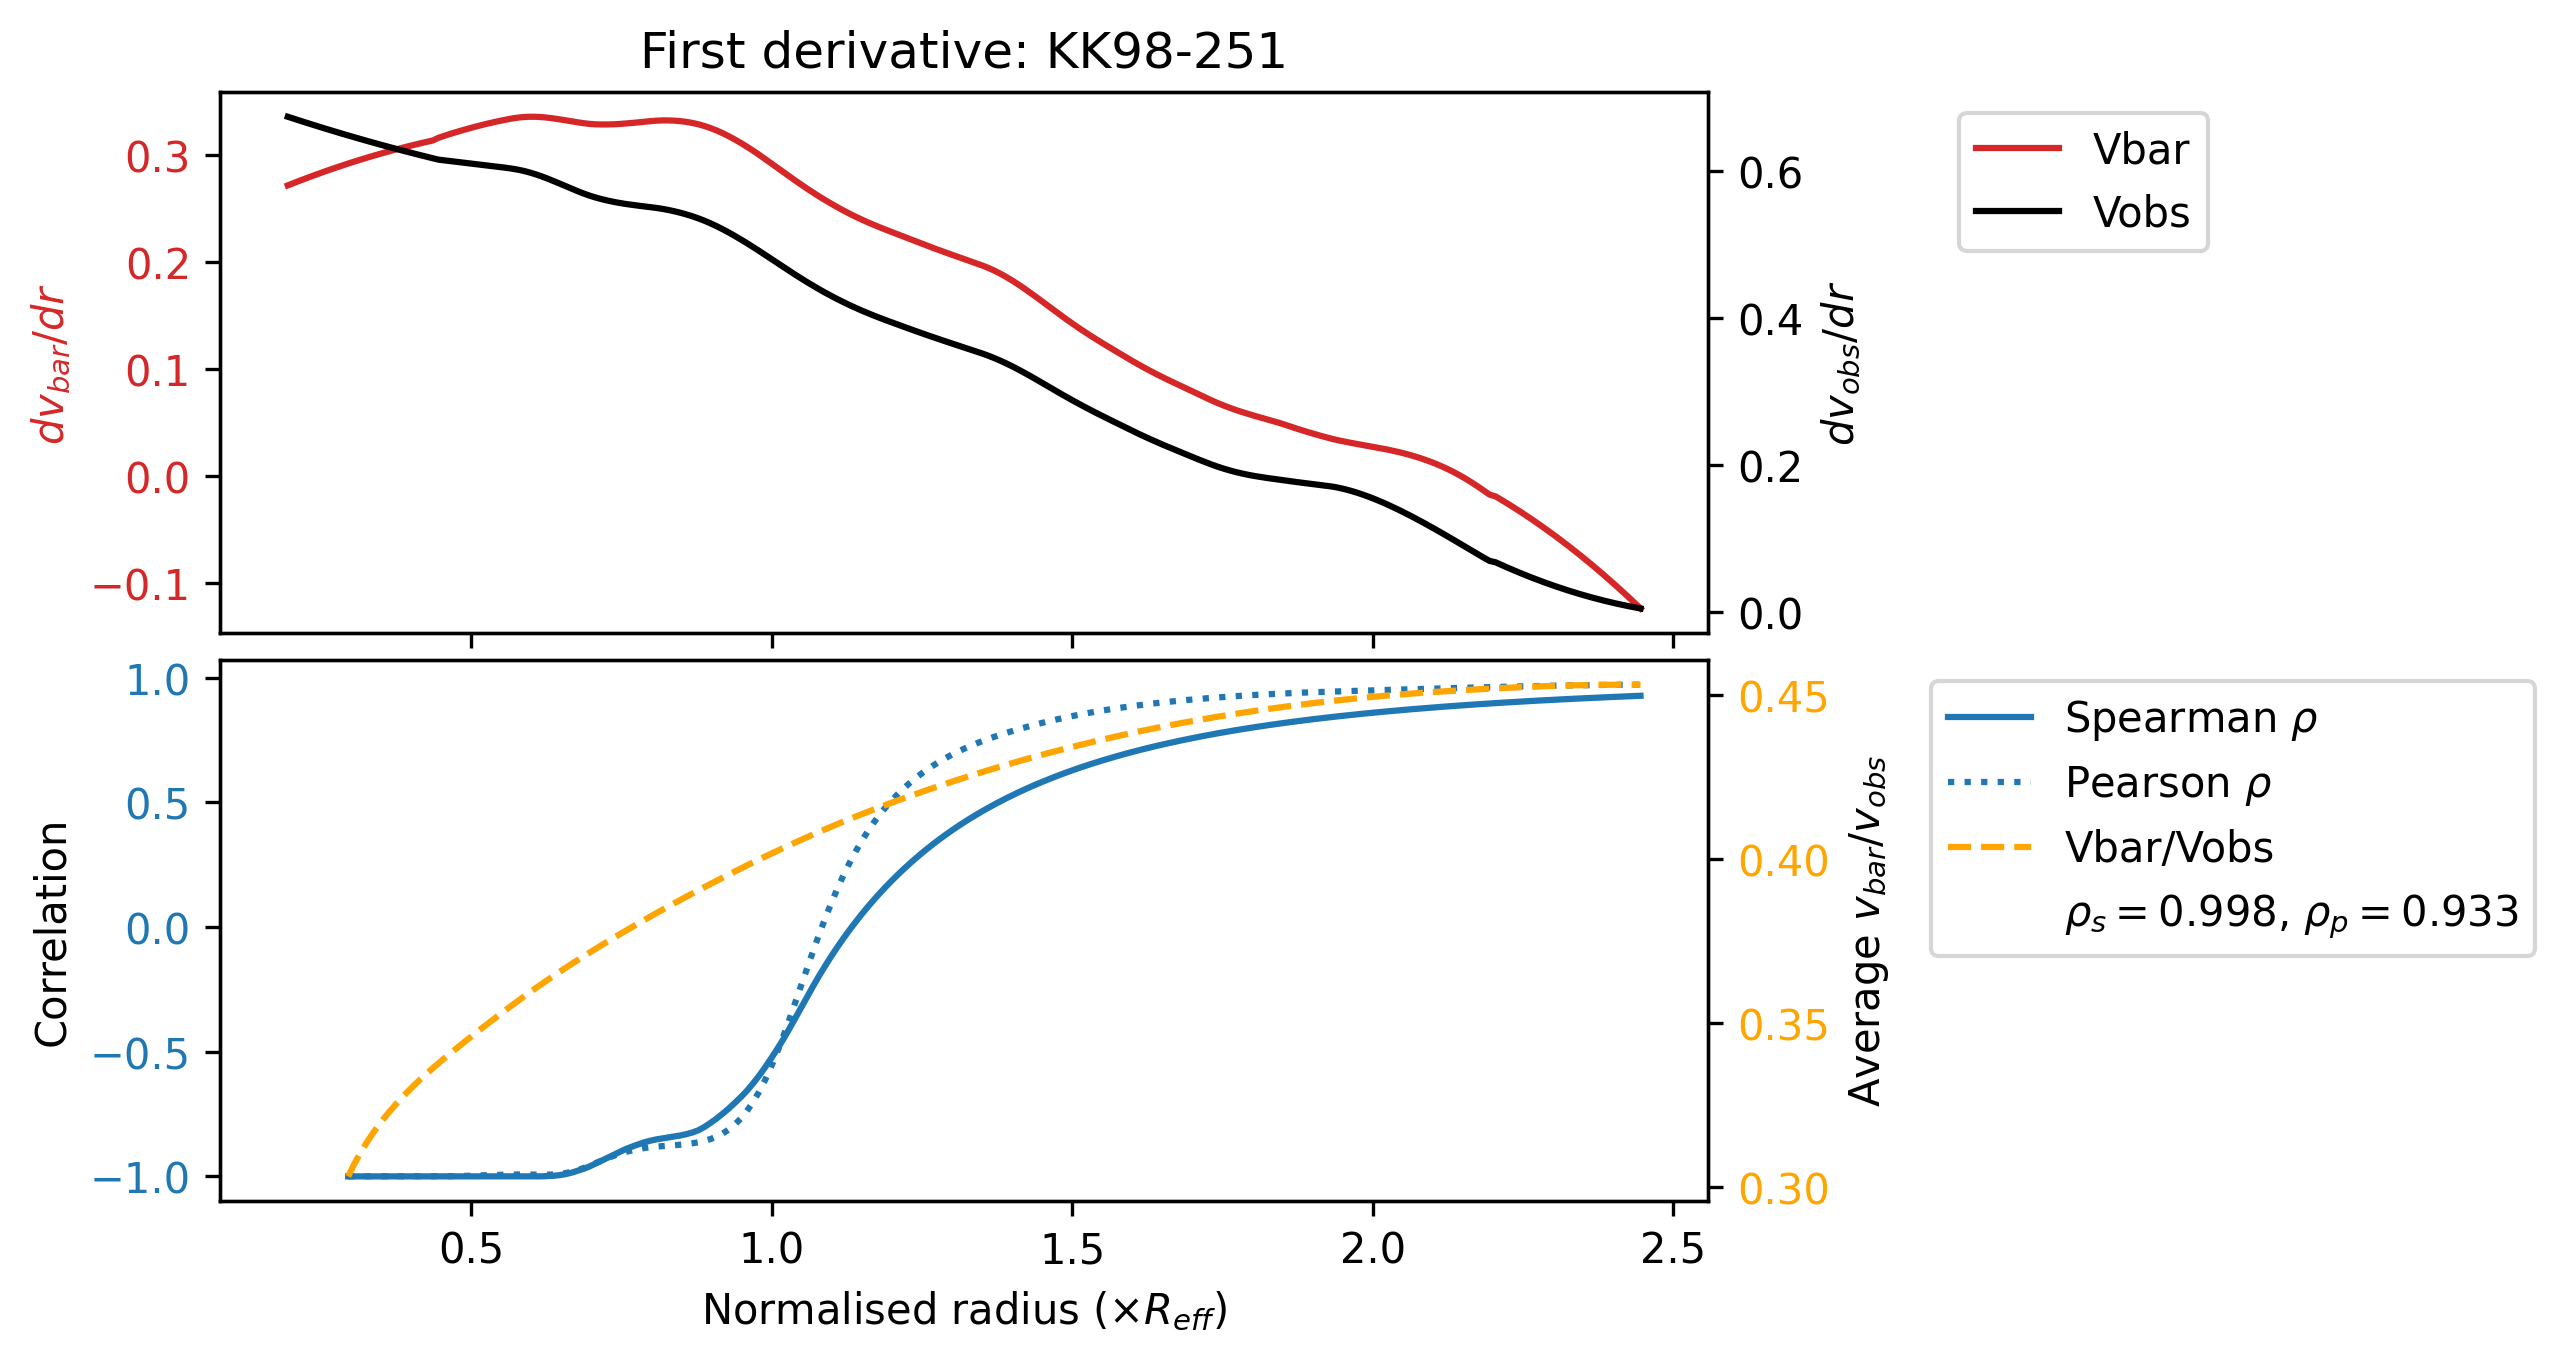 First derivative: KK98-251
0.3
0.2
0.1
0.0
−0.1
dv_bar/dr
0.6
0.4
0.2
0.0
dv_obs/dr
Vbar
Vobs
1.0
0.5
0.0
−0.5
−1.0
Correlation
0.45
0.40
0.35
0.30
Average v_bar/v_obs
Spearman ρ
Pearson ρ
Vbar/Vobs
ρ_s = 0.998, ρ_p = 0.933
0.5 1.0 1.5 2.0 2.5
Normalised radius (×R_eff)